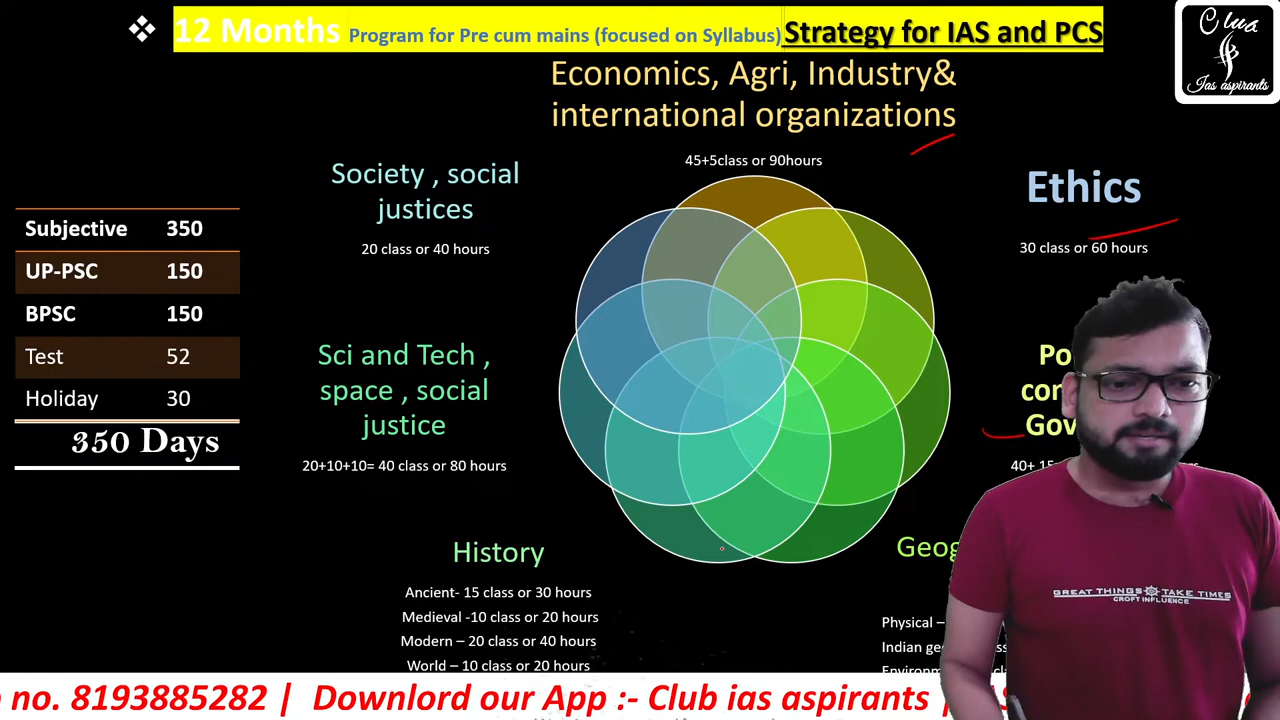 ❖ 12 Months Program for Pre cum mains (focused on Syllabus) Strategy for IAS and PCS
Clua
Ias aspirants
Economics, Agri, Industry&
international organizations
45+5class or 90hours
Society , social
justices
20 class or 40 hours
Ethics
30 class or 60 hours
Subjective 350
UP-PSC 150
BPSC 150
Test 52
Holiday 30
350 Days
Sci and Tech ,
space , social
justice
20+10+10= 40 class or 80 hours
40+
History
Ancient- 15 class or 30 hours
Medieval -10 class or 20 hours
Modern – 20 class or 40 hours
World – 10 class or 20 hours
Physical –
Indian
GREAT THINGS TAKE TIMES
CROFT INFLUENCE
no. 8193885282 | Downlord our App :- Club ias aspirants